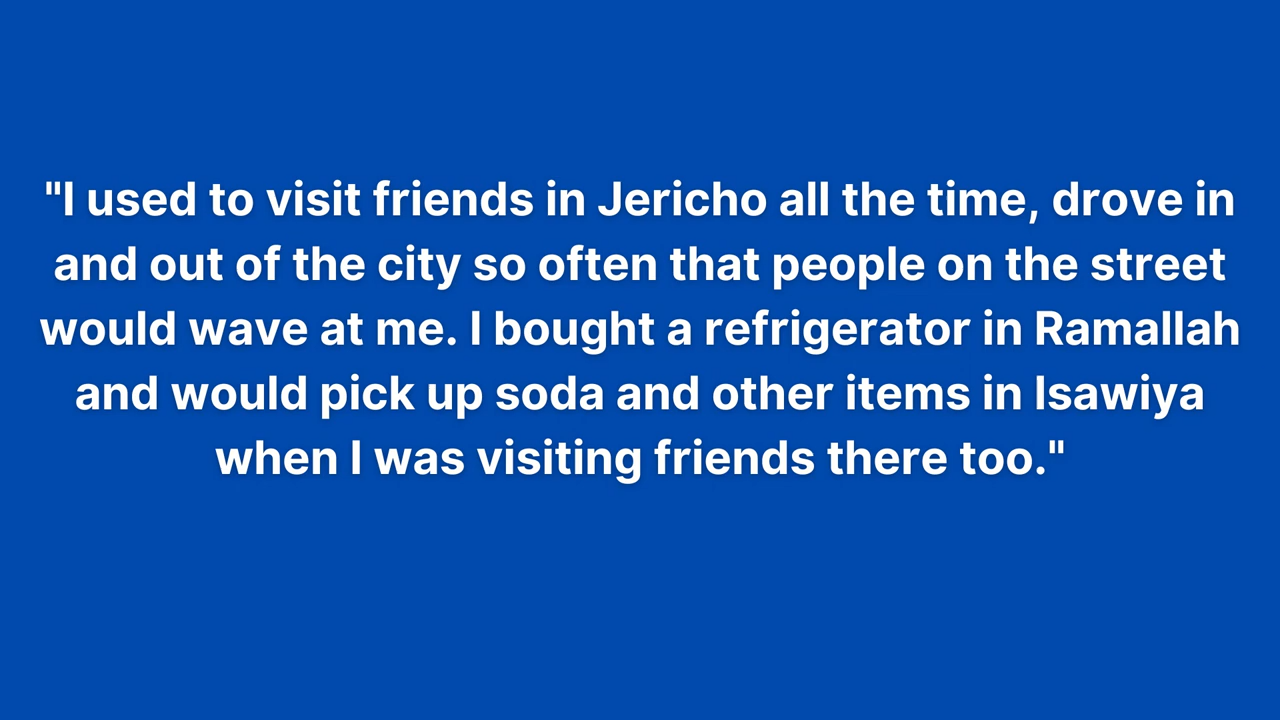 "I used to visit friends in Jericho all the time, drove in
and out of the city so often that people on the street
would wave at me. I bought a refrigerator in Ramallah
and would pick up soda and other items in Isawiya
when I was visiting friends there too."